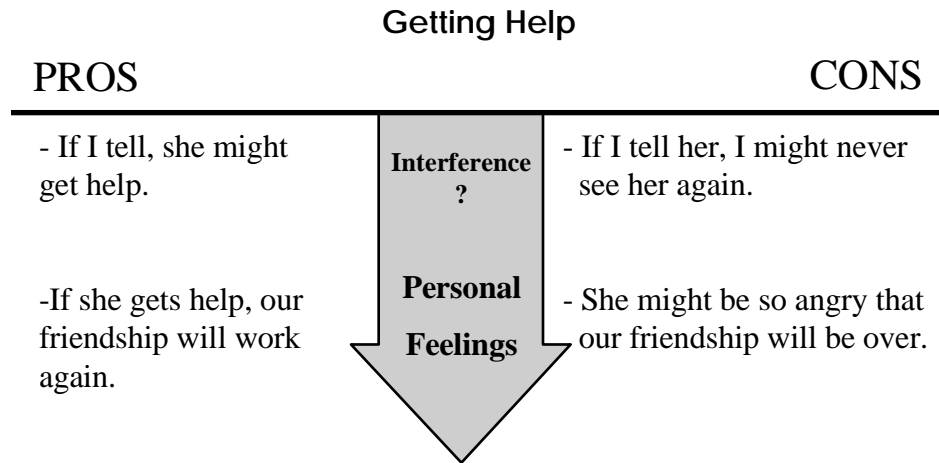 Getting Help
PROS
CONS
- If I tell, she might
get help.
Interference
?
- If I tell her, I might never
see her again.
-If she gets help, our
friendship will work
again.
Personal
Feelings
- She might be so angry that
our friendship will be over.